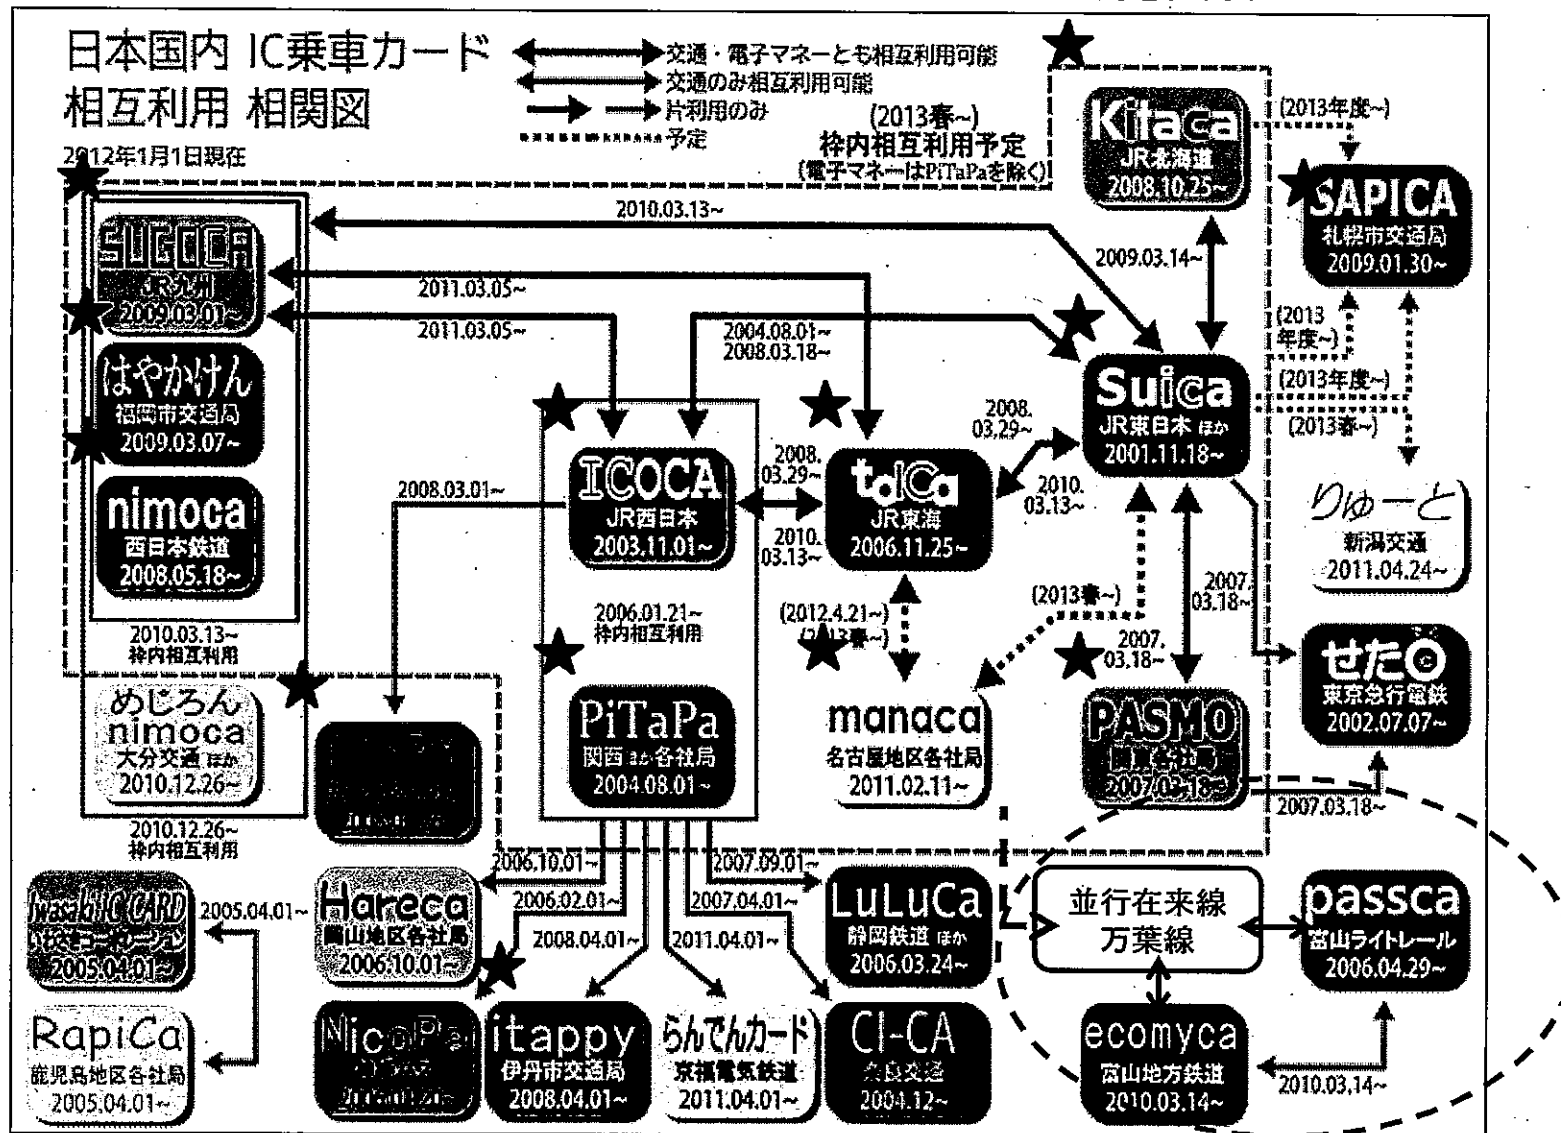 日本国内 IC乗車カード
相互利用 相関図
2012年1月1日現在
交通・電子マネーとも相互利用可能
交通のみ相互利用可能
片利用のみ
予定
(2013春~)
枠内相互利用予定
(電子マネーはPiTaPaを除く)
Kitaca
JR北海道
2008.10.25~
(2013年度~)
SAPICA
札幌市交通局
2009.01.30~
2010.03.13~
2009.03.14~
SUGOCA
JR九州
2009.03.01~
2011.03.05~
2011.03.05~
2004.08.01~
2008.03.18~
(2013
年度~)
(2013年度~)
(2013春~)
はやかけん
福岡市交通局
2009.03.07~
Suica
JR東日本 ほか
2001.11.18~
nimoca
西日本鉄道
2008.05.18~
2008.03.01~
ICOCA
JR西日本
2003.11.01~
2008.
03.29~
2010.
03.13~
toICa
JR東海
2006.11.25~
2008.
03.29~
2010.
03.13~
りゅーと
新潟交通
2011.04.24~
2010.03.13~
枠内相互利用
2006.01.21~
枠内相互利用
(2012.4.21~)
(2013春~)
(2013春~)
2007.
03.18~
2007.
03.18~
せたまる
東京急行電鉄
2002.07.07~
めじろん
nimoca
大分交通 ほか
2010.12.26~
2010.12.26~
枠内相互利用
PiTaPa
関西 ほか各社局
2004.08.01~
manaca
名古屋地区各社局
2011.02.11~
PASMO
関東各社局
2007.03.18~
2007.03.18~
2006.10.01~
2007.09.01~
2006.02.01~
2007.04.01~
2008.04.01~
2011.04.01~
Iwasaki IC CARD
いわさきコーポレーション
2005.04.01~
2005.04.01~
RapiCa
鹿児島地区各社局
2005.04.01~
Hareca
岡山地区各社局
2006.10.01~
NicoPa
itappy
伊丹市交通局
2008.04.01~
らんでんカード
京福電気鉄道
2011.04.01~
LuLuCa
静岡鉄道 ほか
2006.03.24~
CI-CA
奈良交通
2004.12~
並行在来線
万葉線
passca
富山ライトレール
2006.04.29~
ecomyca
富山地方鉄道
2010.03.14~
2010.03.14~